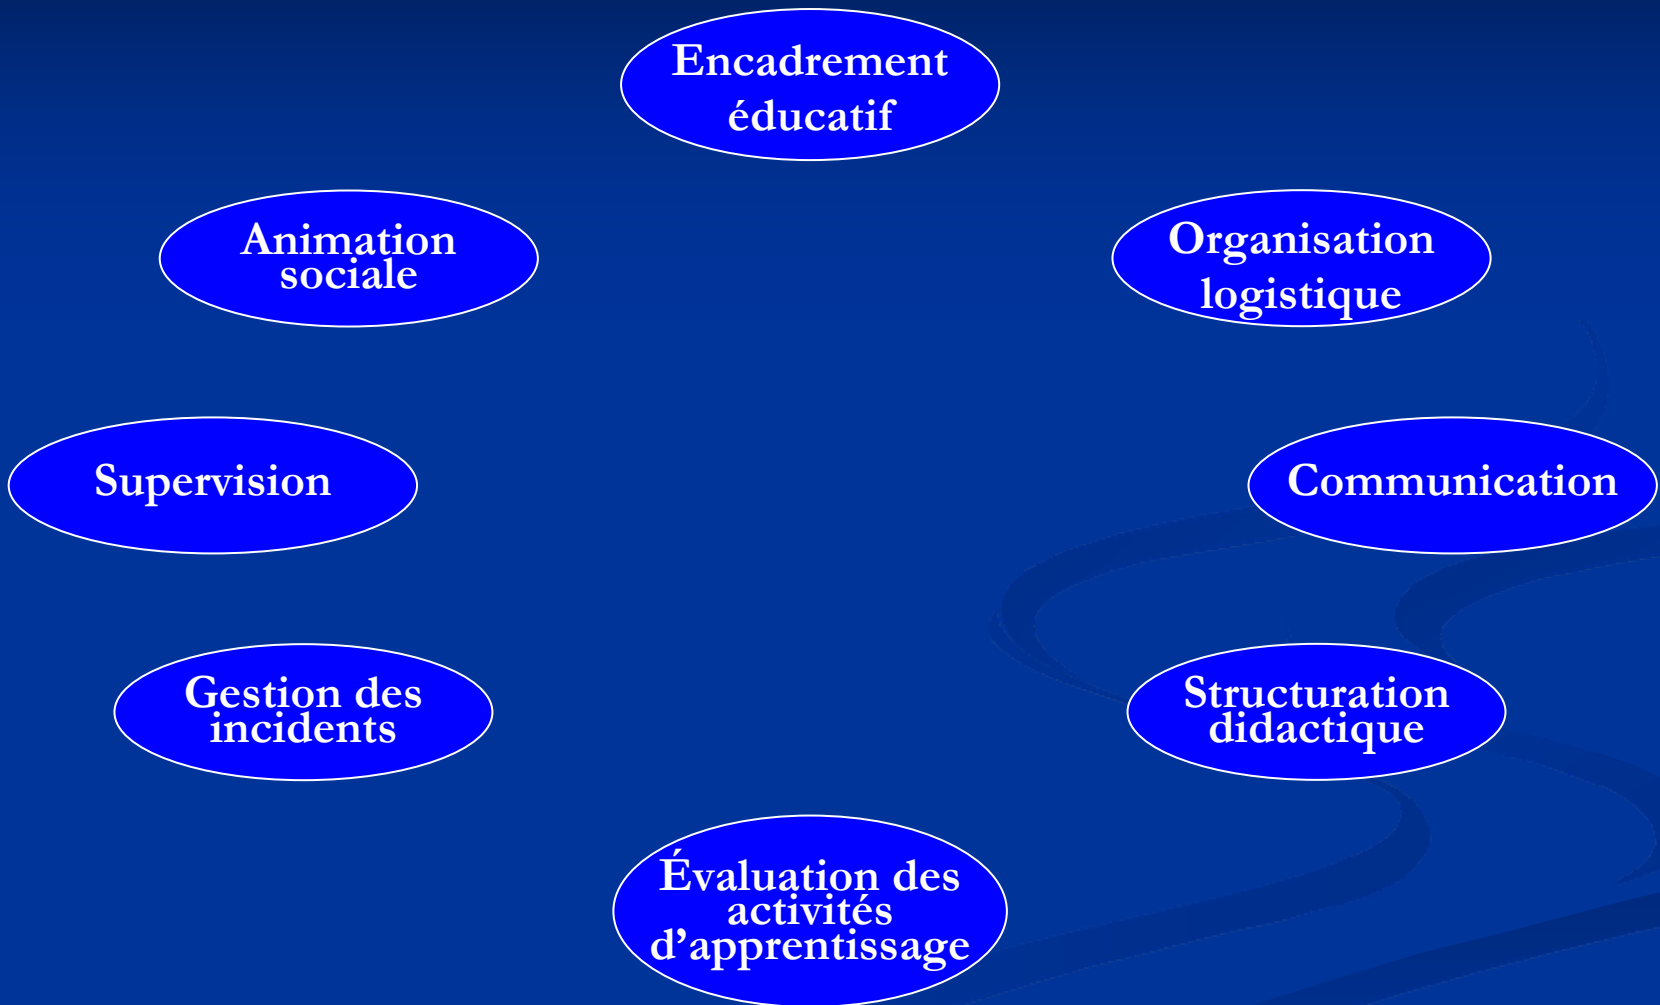 Encadrement
éducatif
Animation
sociale
Organisation
logistique
Supervision
Communication
Gestion des
incidents
Structuration
didactique
Évaluation des
activités
d’apprentissage